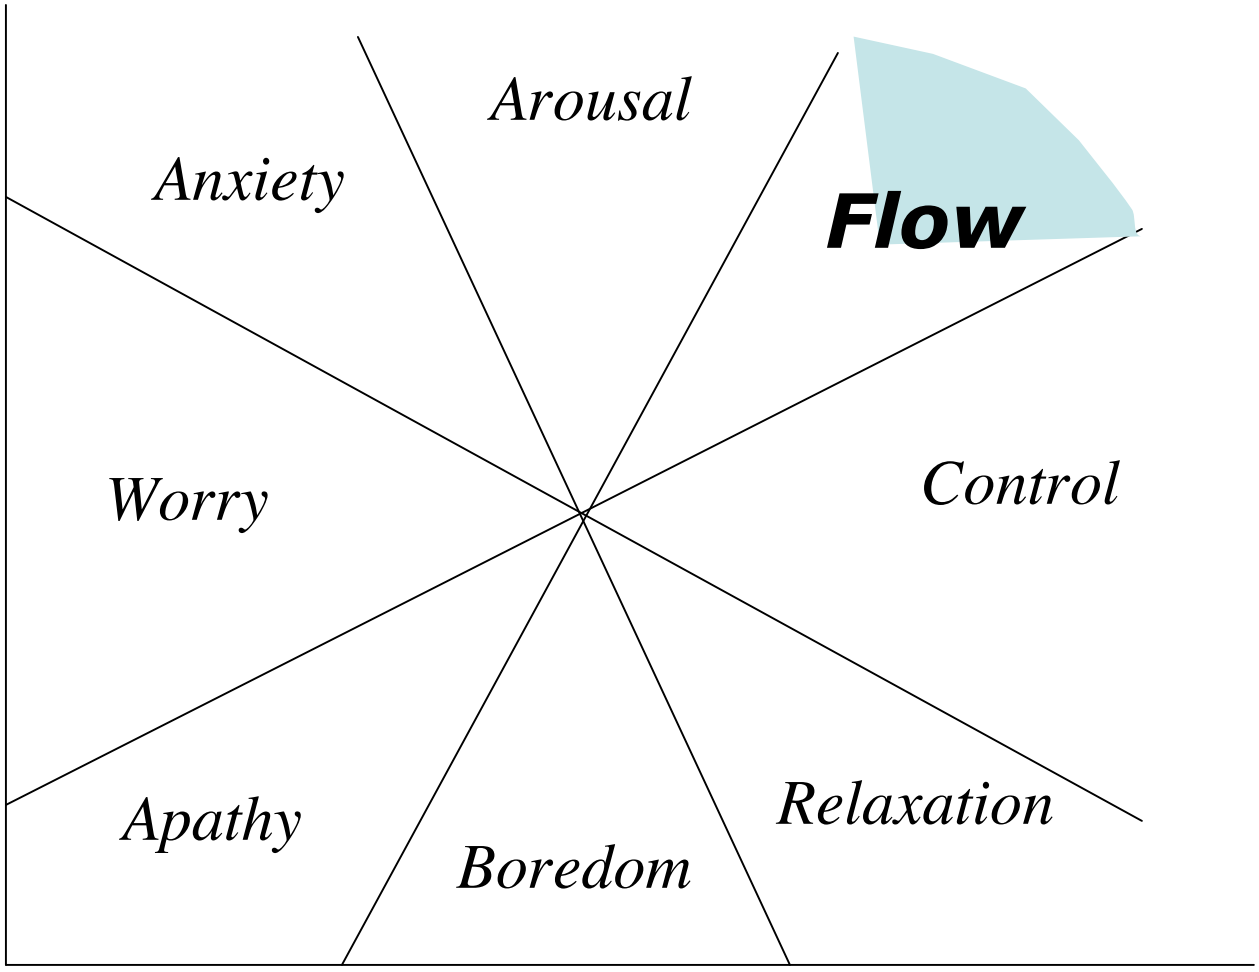 Arousal
Anxiety
Flow
Worry
Control
Apathy
Relaxation
Boredom